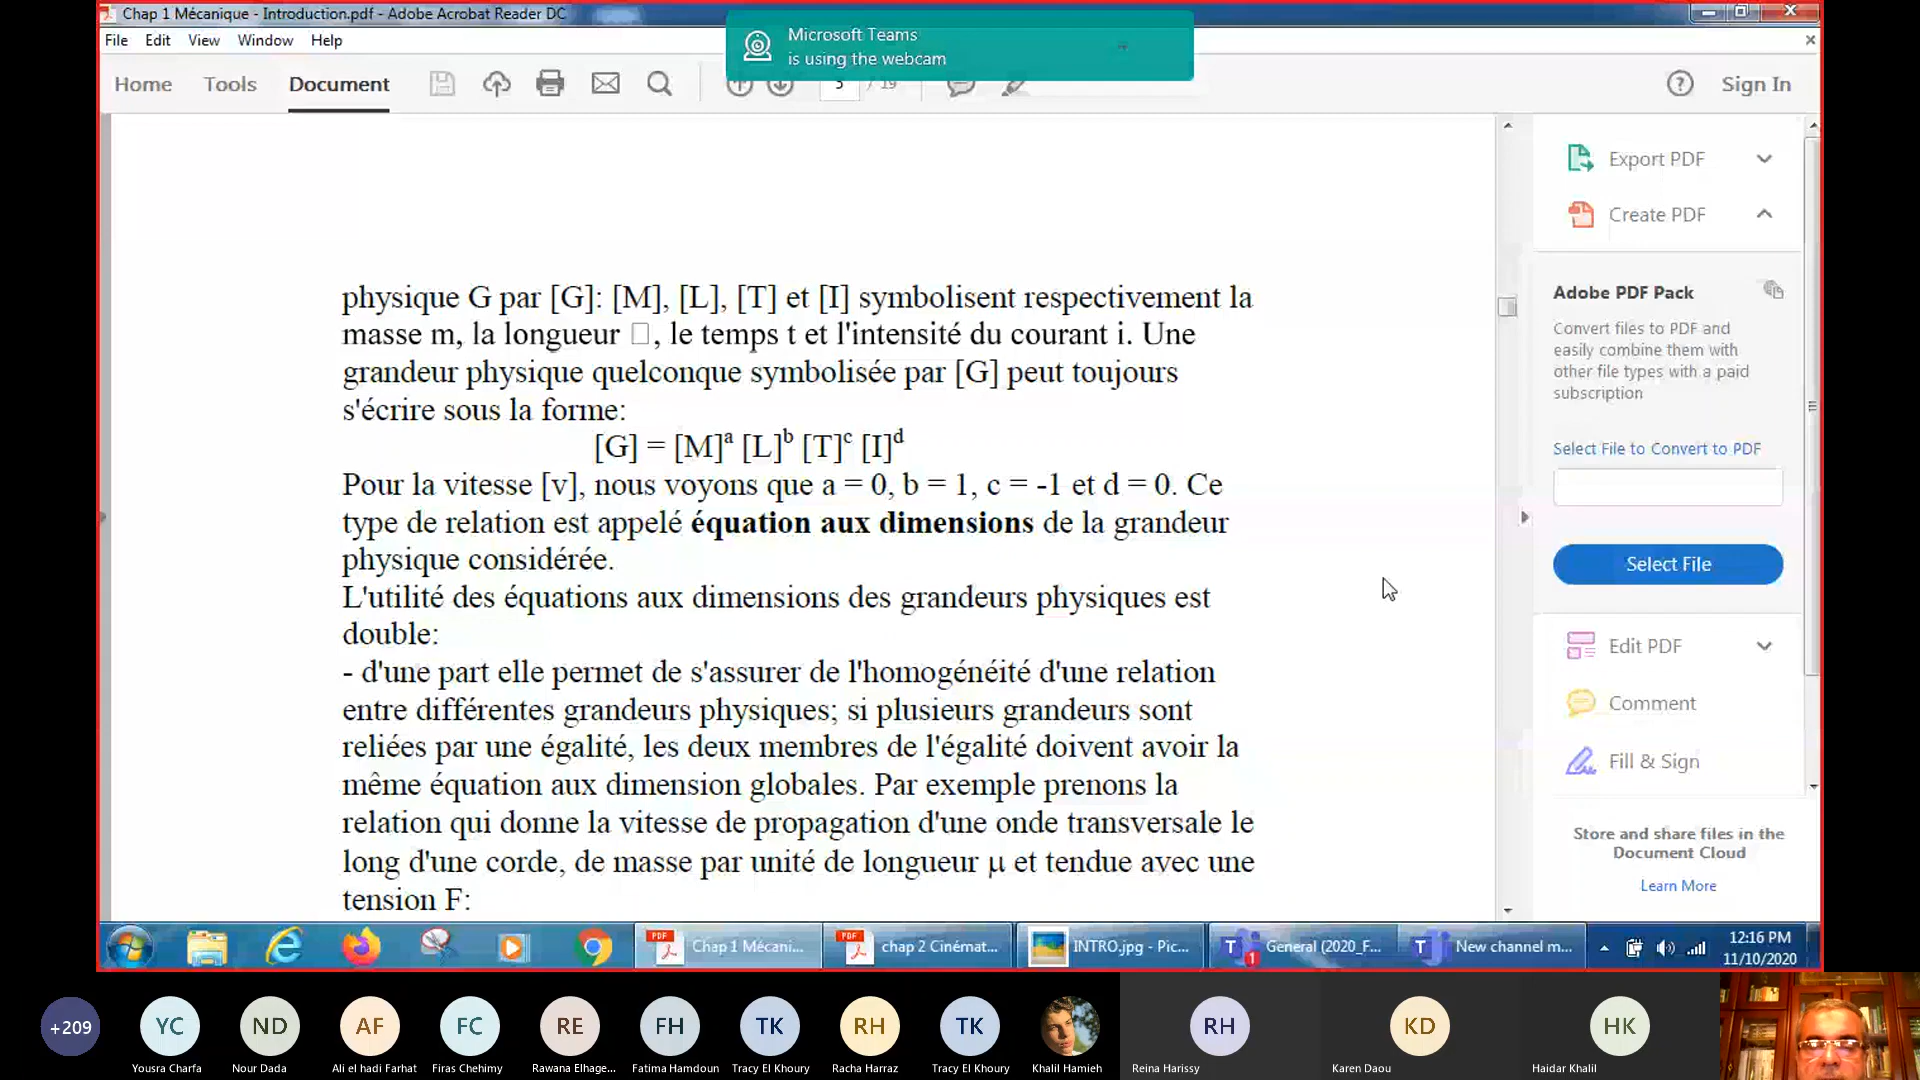 Chap 1 Mécanique - Introduction.pdf - Adobe Acrobat Reader DC
Microsoft Teams
is using the webcam
File Edit View Window Help
Home Tools Document
/ 19
Sign In
physique G par [G]: [M], [L], [T] et [I] symbolisent respectivement la
masse m, la longueur □, le temps t et l'intensité du courant i. Une
grandeur physique quelconque symbolisée par [G] peut toujours
s'écrire sous la forme:
[G] = [M]ᵃ [L]ᵇ [T]ᶜ [I]ᵈ
Pour la vitesse [v], nous voyons que a = 0, b = 1, c = -1 et d = 0. Ce
type de relation est appelé équation aux dimensions de la grandeur
physique considérée.
L'utilité des équations aux dimensions des grandeurs physiques est
double:
- d'une part elle permet de s'assurer de l'homogénéité d'une relation
entre différentes grandeurs physiques; si plusieurs grandeurs sont
reliées par une égalité, les deux membres de l'égalité doivent avoir la
même équation aux dimension globales. Par exemple prenons la
relation qui donne la vitesse de propagation d'une onde transversale le
long d'une corde, de masse par unité de longueur μ et tendue avec une
tension F:
Export PDF
Create PDF
Adobe PDF Pack
Convert files to PDF and
easily combine them with
other file types with a paid
subscription
Select File to Convert to PDF
Select File
Edit PDF
Comment
Fill & Sign
Store and share files in the
Document Cloud
Learn More
PDF Chap 1 Mécani... PDF chap 2 Cinémat... INTRO.jpg - Pic... T 1 General (2020_F... T New channel m...
12:16 PM
11/10/2020
+209 YC ND AF FC RE FH TK RH TK RH KD HK
Yousra Charfa Nour Dada Ali el hadi Farhat Firas Chehimy Rawana Elhage... Fatima Hamdoun Tracy El Khoury Racha Harraz Tracy El Khoury Khalil Hamieh Reina Harissy Karen Daou Haidar Khalil